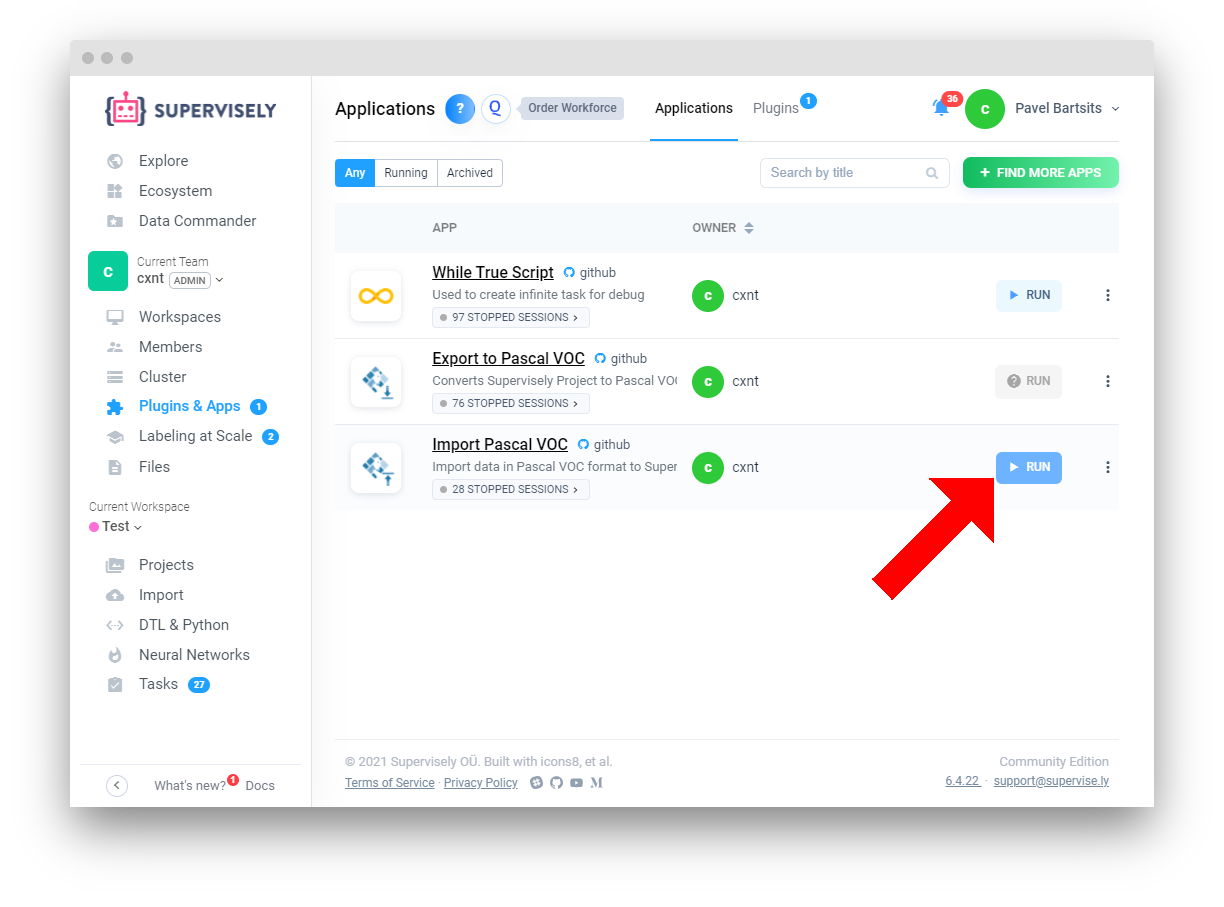 SUPERVISELY
Explore
Ecosystem
Data Commander
C
Current Team
cxnt ADMIN
Workspaces
Members
Cluster
Plugins & Apps 1
Labeling at Scale 2
Files
Current Workspace
Test
Projects
Import
DTL & Python
Neural Networks
Tasks 27
What's new? 1 Docs
Applications ? Q Order Workforce Applications Plugins 1 36 C Pavel Bartsits
Any Running Archived Search by title + FIND MORE APPS
APP OWNER
While True Script github
Used to create infinite task for debug
97 STOPPED SESSIONS
C cxnt RUN
Export to Pascal VOC github
Converts Supervisely Project to Pascal VO
76 STOPPED SESSIONS
C cxnt ? RUN
Import Pascal VOC github
Import data in Pascal VOC format to Super
28 STOPPED SESSIONS
C cxnt RUN
© 2021 Supervisely OÜ. Built with icons8, et al.
Terms of Service · Privacy Policy
Community Edition
6.4.22 · support@supervise.ly